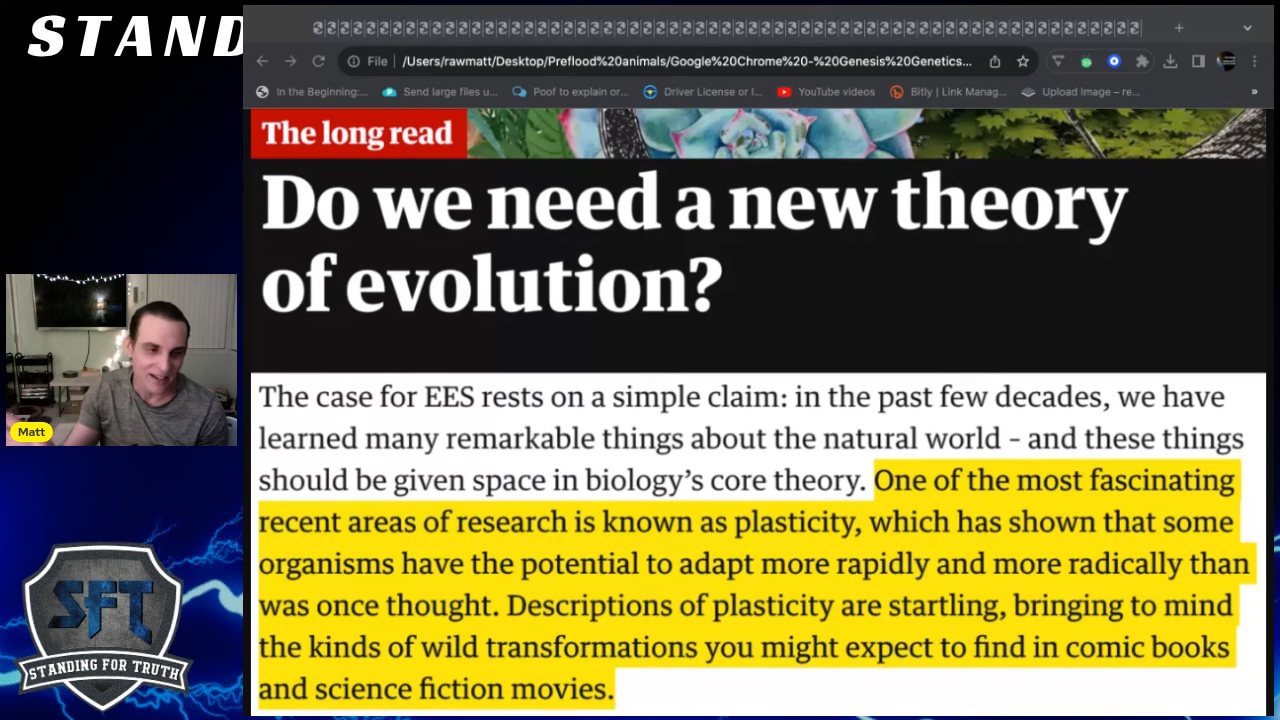 STAND
File
/Users/rawmatt/Desktop/Preflood%20animals/Google%20Chrome%20-%20Genesis%20Genetics...
In the Beginning:...
Send large files u...
Poof to explain or...
Driver License or I...
YouTube videos
Bitly | Link Manag...
Upload image – re...
»
The long read
Do we need a new theory
of evolution?
The case for EES rests on a simple claim: in the past few decades, we have
learned many remarkable things about the natural world – and these things
should be given space in biology’s core theory. One of the most fascinating
recent areas of research is known as plasticity, which has shown that some
organisms have the potential to adapt more rapidly and more radically than
was once thought. Descriptions of plasticity are startling, bringing to mind
the kinds of wild transformations you might expect to find in comic books
and science fiction movies.
Matt
SFT
STANDING FOR TRUTH